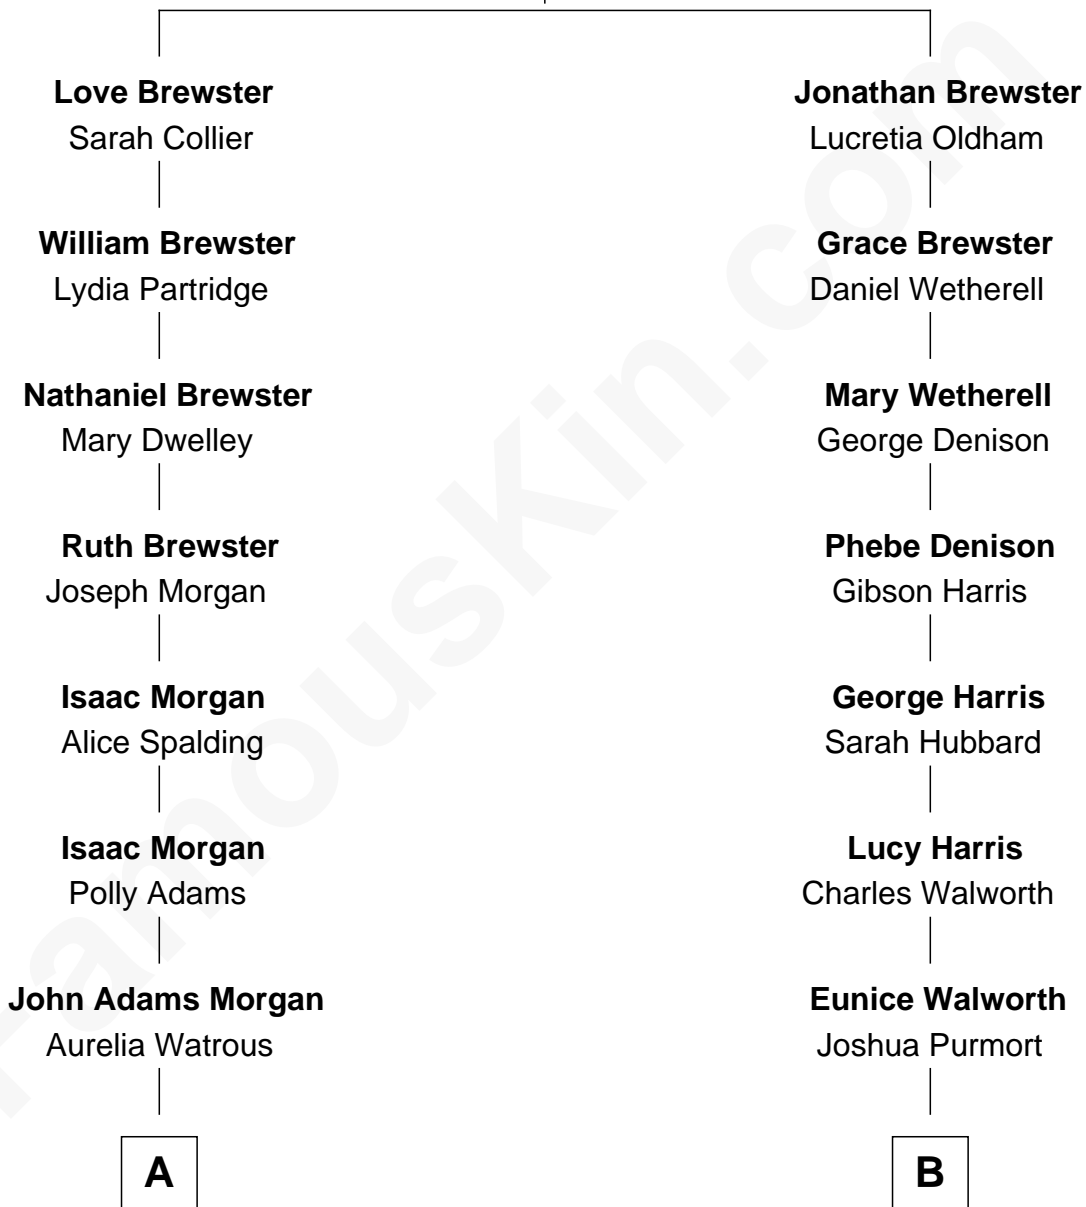 Love Brewster
Sarah Collier
William Brewster
Lydia Partridge
Nathaniel Brewster
Mary Dwelley
Ruth Brewster
Joseph Morgan
Isaac Morgan
Alice Spalding
Isaac Morgan
Polly Adams
John Adams Morgan
Aurelia Watrous
A
Jonathan Brewster
Lucretia Oldham
Grace Brewster
Daniel Wetherell
Mary Wetherell
George Denison
Phebe Denison
Gibson Harris
George Harris
Sarah Hubbard
Lucy Harris
Charles Walworth
Eunice Walworth
Joshua Purmort
B
FamousKin.com